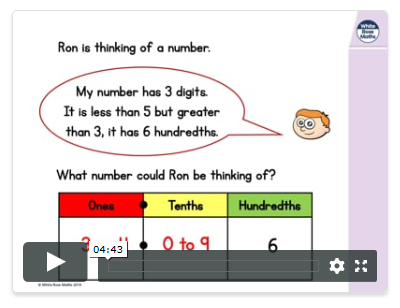 White
Rose
Maths
Ron is thinking of a number.
My number has 3 digits.
It is less than 5 but greater
than 3, it has 6 hundredths.
What number could Ron be thinking of?
Ones Tenths Hundredths
04:43
3 0 to 9 6
© White Rose Maths 2019